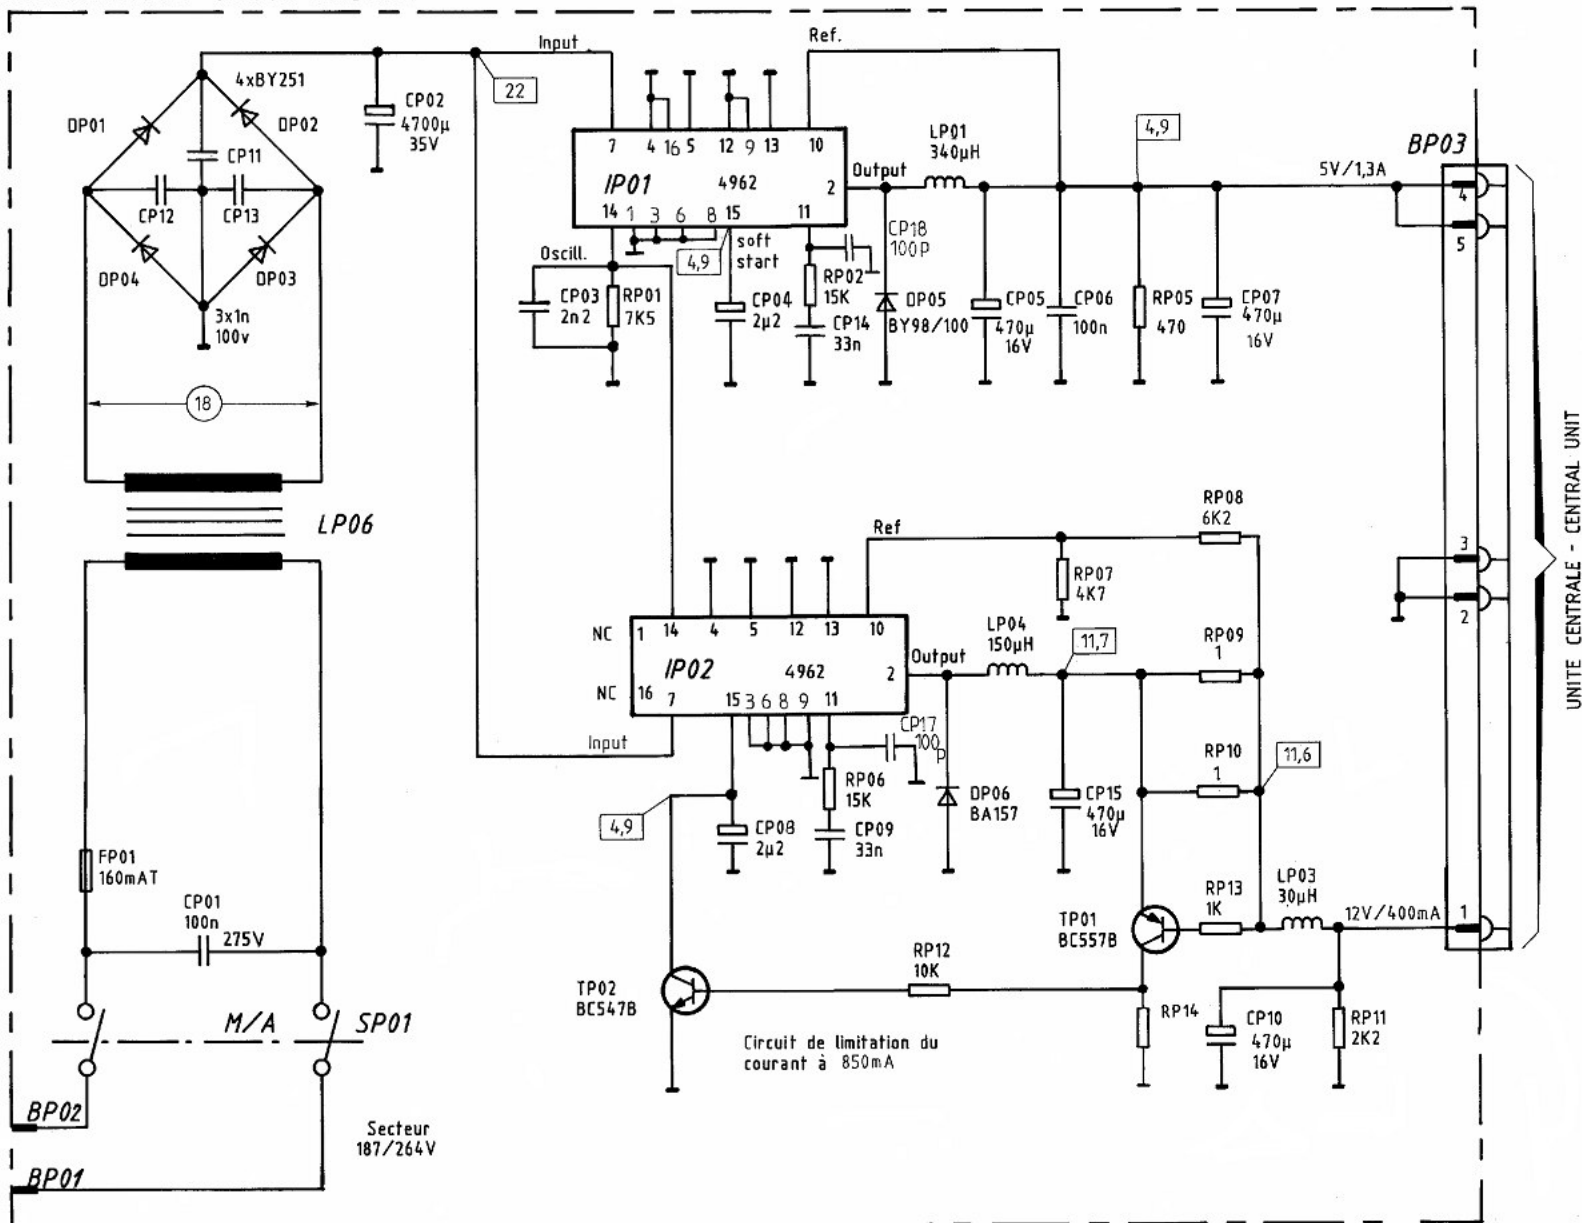 Input
Ref.
22
4xBY251
DP01
DP02
CP02
4700µ
35V
CP11
CP12
CP13
DP04
DP03
3x1n
100v
18
LP06
7
4
16
5
12
9
13
10
IP01
4962
2
14
1
3
6
8
15
11
Output
LP01
340µH
4,9
5V/1,3A
BP03
4
5
Oscill.
4,9
soft
start
CP18
100P
CP03
2n2
RP01
7K5
CP04
2µ2
RP02
15K
CP14
33n
DP05
BY98/100
CP05
470µ
16V
CP06
100n
RP05
470
CP07
470µ
16V
UNITE CENTRALE - CENTRAL UNIT
Ref
RP08
6K2
RP07
4K7
3
2
NC
1
14
4
5
12
13
10
IP02
4962
2
NC
16
7
15
3
6
8
9
11
Output
LP04
150µH
11,7
RP09
1
Input
CP17
100
p
RP10
1
11,6
4,9
CP08
2µ2
RP06
15K
CP09
33n
DP06
BA157
CP15
470µ
16V
FP01
160mAT
CP01
100n
275V
TP01
BC557B
RP13
1K
LP03
30µH
12V/400mA
1
TP02
BC547B
RP12
10K
RP14
CP10
470µ
16V
RP11
2K2
Circuit de limitation du
courant à 850mA
M/A
SP01
BP02
Secteur
187/264V
BP01